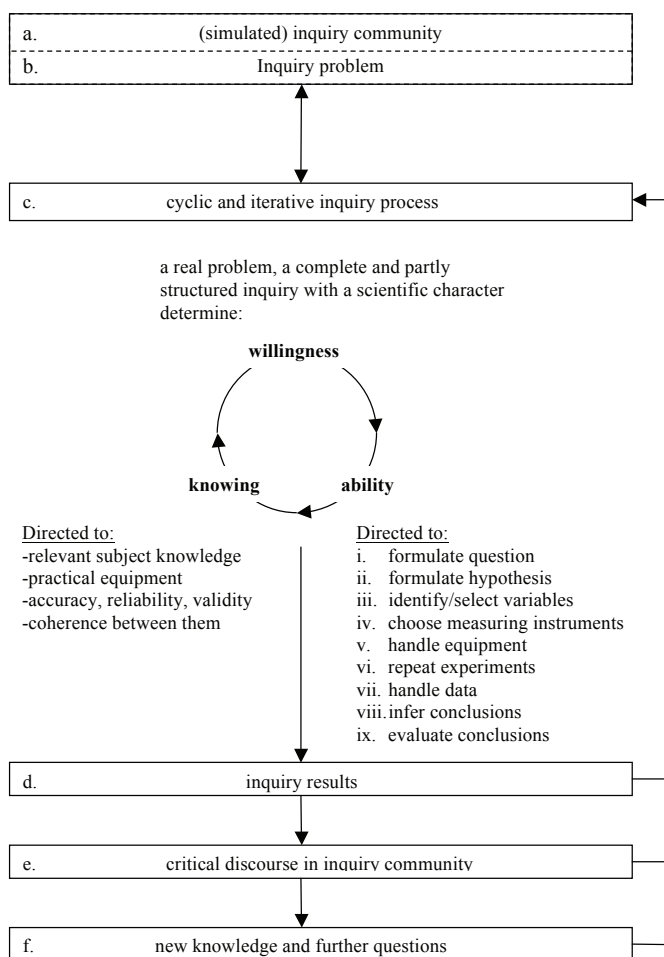 a. (simulated) inquiry community
b. Inquiry problem
c. cyclic and iterative inquiry process
a real problem, a complete and partly
structured inquiry with a scientific character
determine:
willingness
knowing
ability
Directed to:
-relevant subject knowledge
-practical equipment
-accuracy, reliability, validity
-coherence between them
Directed to:
i. formulate question
ii. formulate hypothesis
iii. identify/select variables
iv. choose measuring instruments
v. handle equipment
vi. repeat experiments
vii. handle data
viii. infer conclusions
ix. evaluate conclusions
d. inquiry results
e. critical discourse in inquiry community
f. new knowledge and further questions